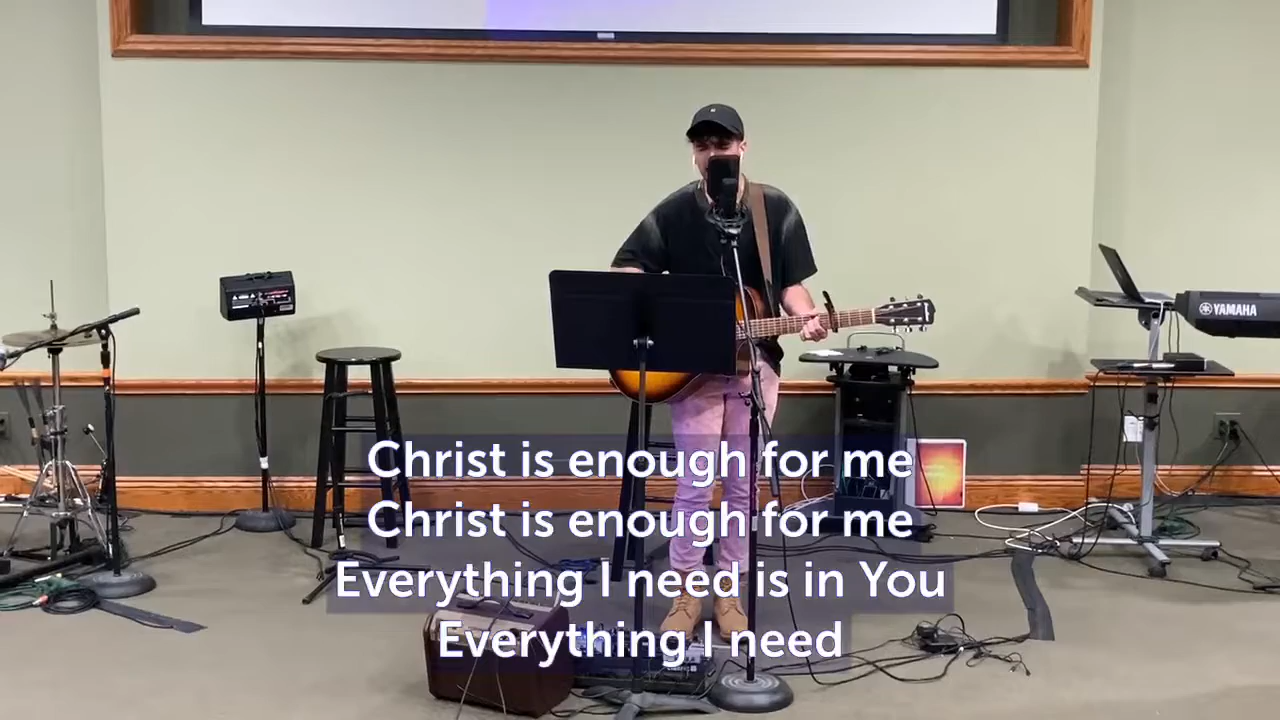 YAMAHA
Christ is enough for me
Christ is enough for me
Everything I need is in You
Everything I need